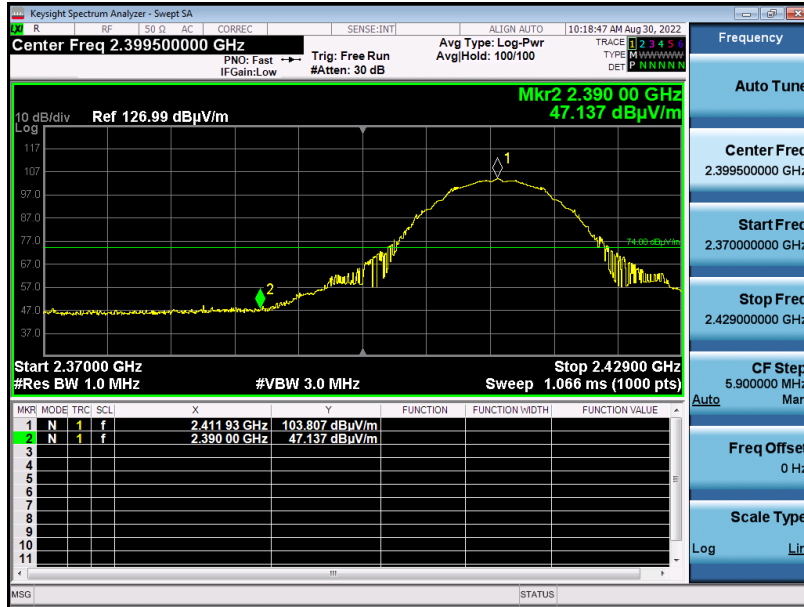 Keysight Spectrum Analyzer - Swept SA
LXI R RF 50 Ω AC CORREC SENSE:INT ALIGN AUTO 10:18:47 AM Aug 30, 2022
Center Freq 2.399500000 GHz
PNO: Fast
IFGain:Low
Trig: Free Run
#Atten: 30 dB
Avg Type: Log-Pwr
Avg|Hold: 100/100
TRACE 1 2 3 4 5 6
TYPE M W W W W W
DET P N N N N N
Mkr2 2.390 00 GHz
47.137 dBµV/m
10 dB/div Ref 126.99 dBµV/m
Log
117
107
97.0
87.0
77.0
67.0
57.0
47.0
37.0
1
2
74.00 dBµV/m
Start 2.37000 GHz Stop 2.42900 GHz
#Res BW 1.0 MHz #VBW 3.0 MHz Sweep 1.066 ms (1000 pts)
MKR MODE TRC SCL X Y FUNCTION FUNCTION WIDTH FUNCTION VALUE
1 N 1 f 2.411 93 GHz 103.807 dBµV/m
2 N 1 f 2.390 00 GHz 47.137 dBµV/m
3
4
5
6
7
8
9
10
11
MSG STATUS
Frequency
Auto Tune
Center Freq
2.399500000 GHz
Start Freq
2.370000000 GHz
Stop Freq
2.429000000 GHz
CF Step
5.900000 MHz
Auto Man
Freq Offset
0 Hz
Scale Type
Log Lin